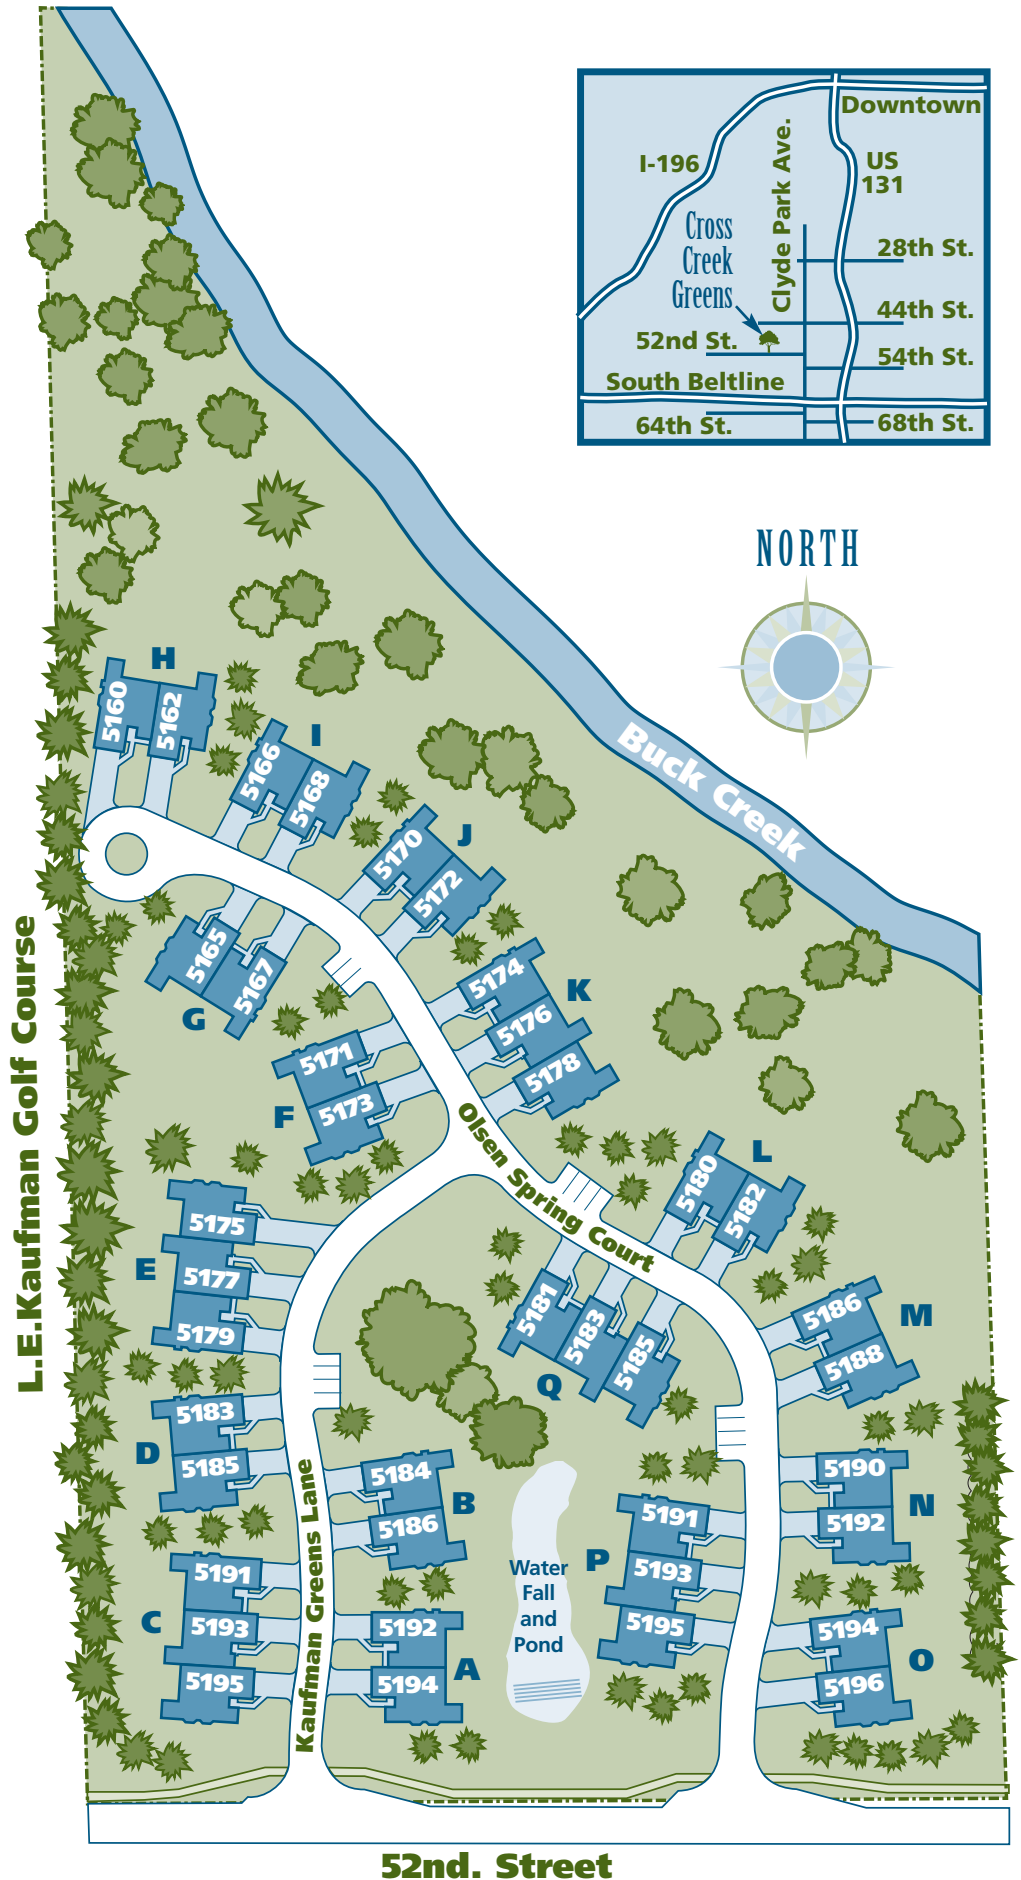 Downtown
I-196
Clyde Park Ave.
US
131
Cross
Creek
Greens
28th St.
44th St.
52nd St.
54th St.
South Beltline
64th St.
68th St.
NORTH
Buck Creek
L.E.Kaufman Golf Course
H
5160
5162
I
5166
5168
J
5170
5172
G
5165
5167
K
5174
5176
5178
F
5171
5173
Olsen Spring Court
L
5180
5182
E
5175
5177
5179
M
5186
5188
Q
5181
5183
5185
D
5183
5185
B
5184
5186
N
5190
5192
P
5191
5193
5195
Water
Fall
and
Pond
C
5191
5193
5195
Kaufman Greens Lane
A
5192
5194
O
5194
5196
52nd. Street